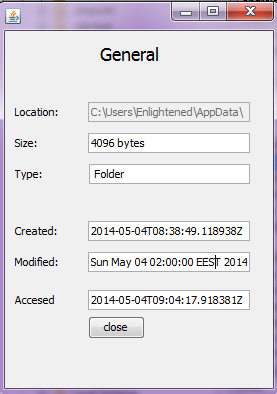 General
Location: C:\Users\Enlightened\AppData\
Size: 4096 bytes
Type: Folder
Created: 2014-05-04T08:38:49.118938Z
Modified: Sun May 04 02:00:00 EEST 2014
Accesed 2014-05-04T09:04:17.918381Z
close